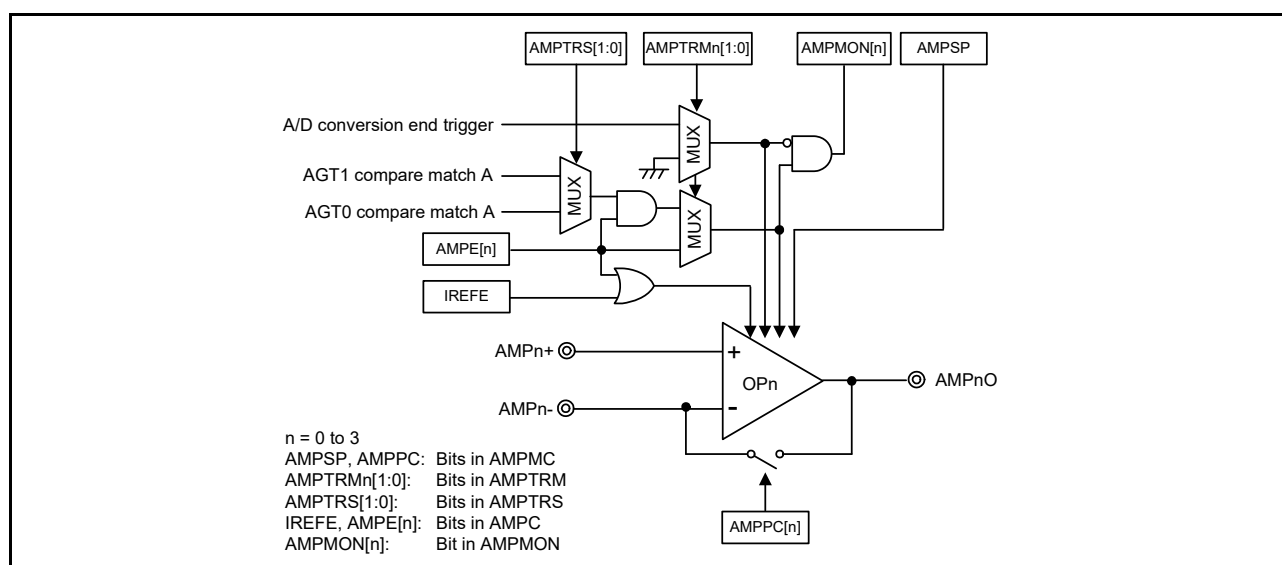 AMPTRS[1:0] AMPTRMn[1:0] AMPMON[n] AMPSP
A/D conversion end trigger
MUX
AGT1 compare match A
MUX
AGT0 compare match A
MUX
AMPE[n]
IREFE
AMPn+
+
OPn
AMPnO
AMPn-
-
n = 0 to 3
AMPSP, AMPPC: Bits in AMPMC
AMPTRMn[1:0]: Bits in AMPTRM
AMPTRS[1:0]: Bits in AMPTRS
IREFE, AMPE[n]: Bits in AMPC
AMPMON[n]: Bit in AMPMON
AMPPC[n]